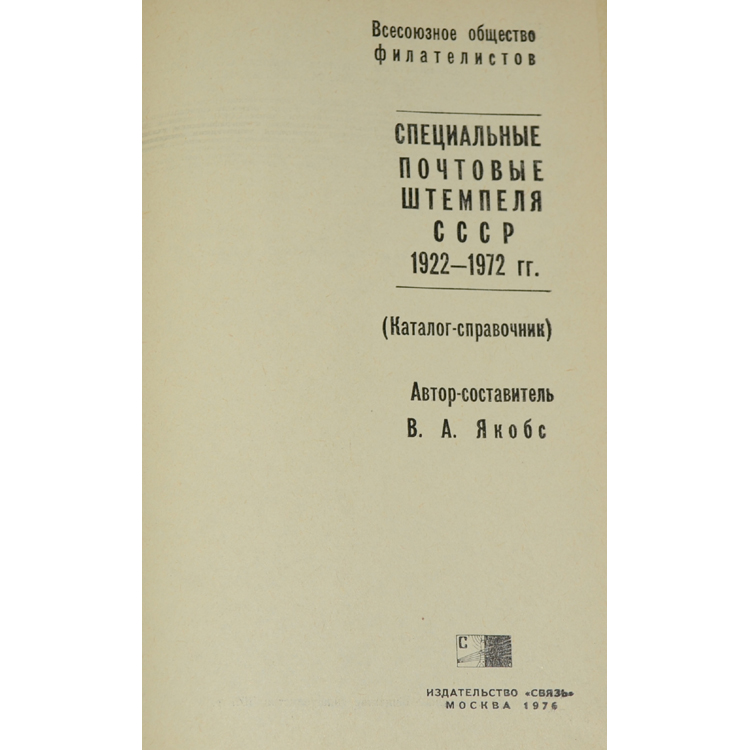 Всесоюзное общество
филателистов
СПЕЦИАЛЬНЫЕ
ПОЧТОВЫЕ
ШТЕМПЕЛЯ
СССР
1922—1972 гг.
(Каталог-справочник)
Автор-составитель
В. А. Якобс
С
ИЗДАТЕЛЬСТВО «СВЯЗЬ»
МОСКВА 1976